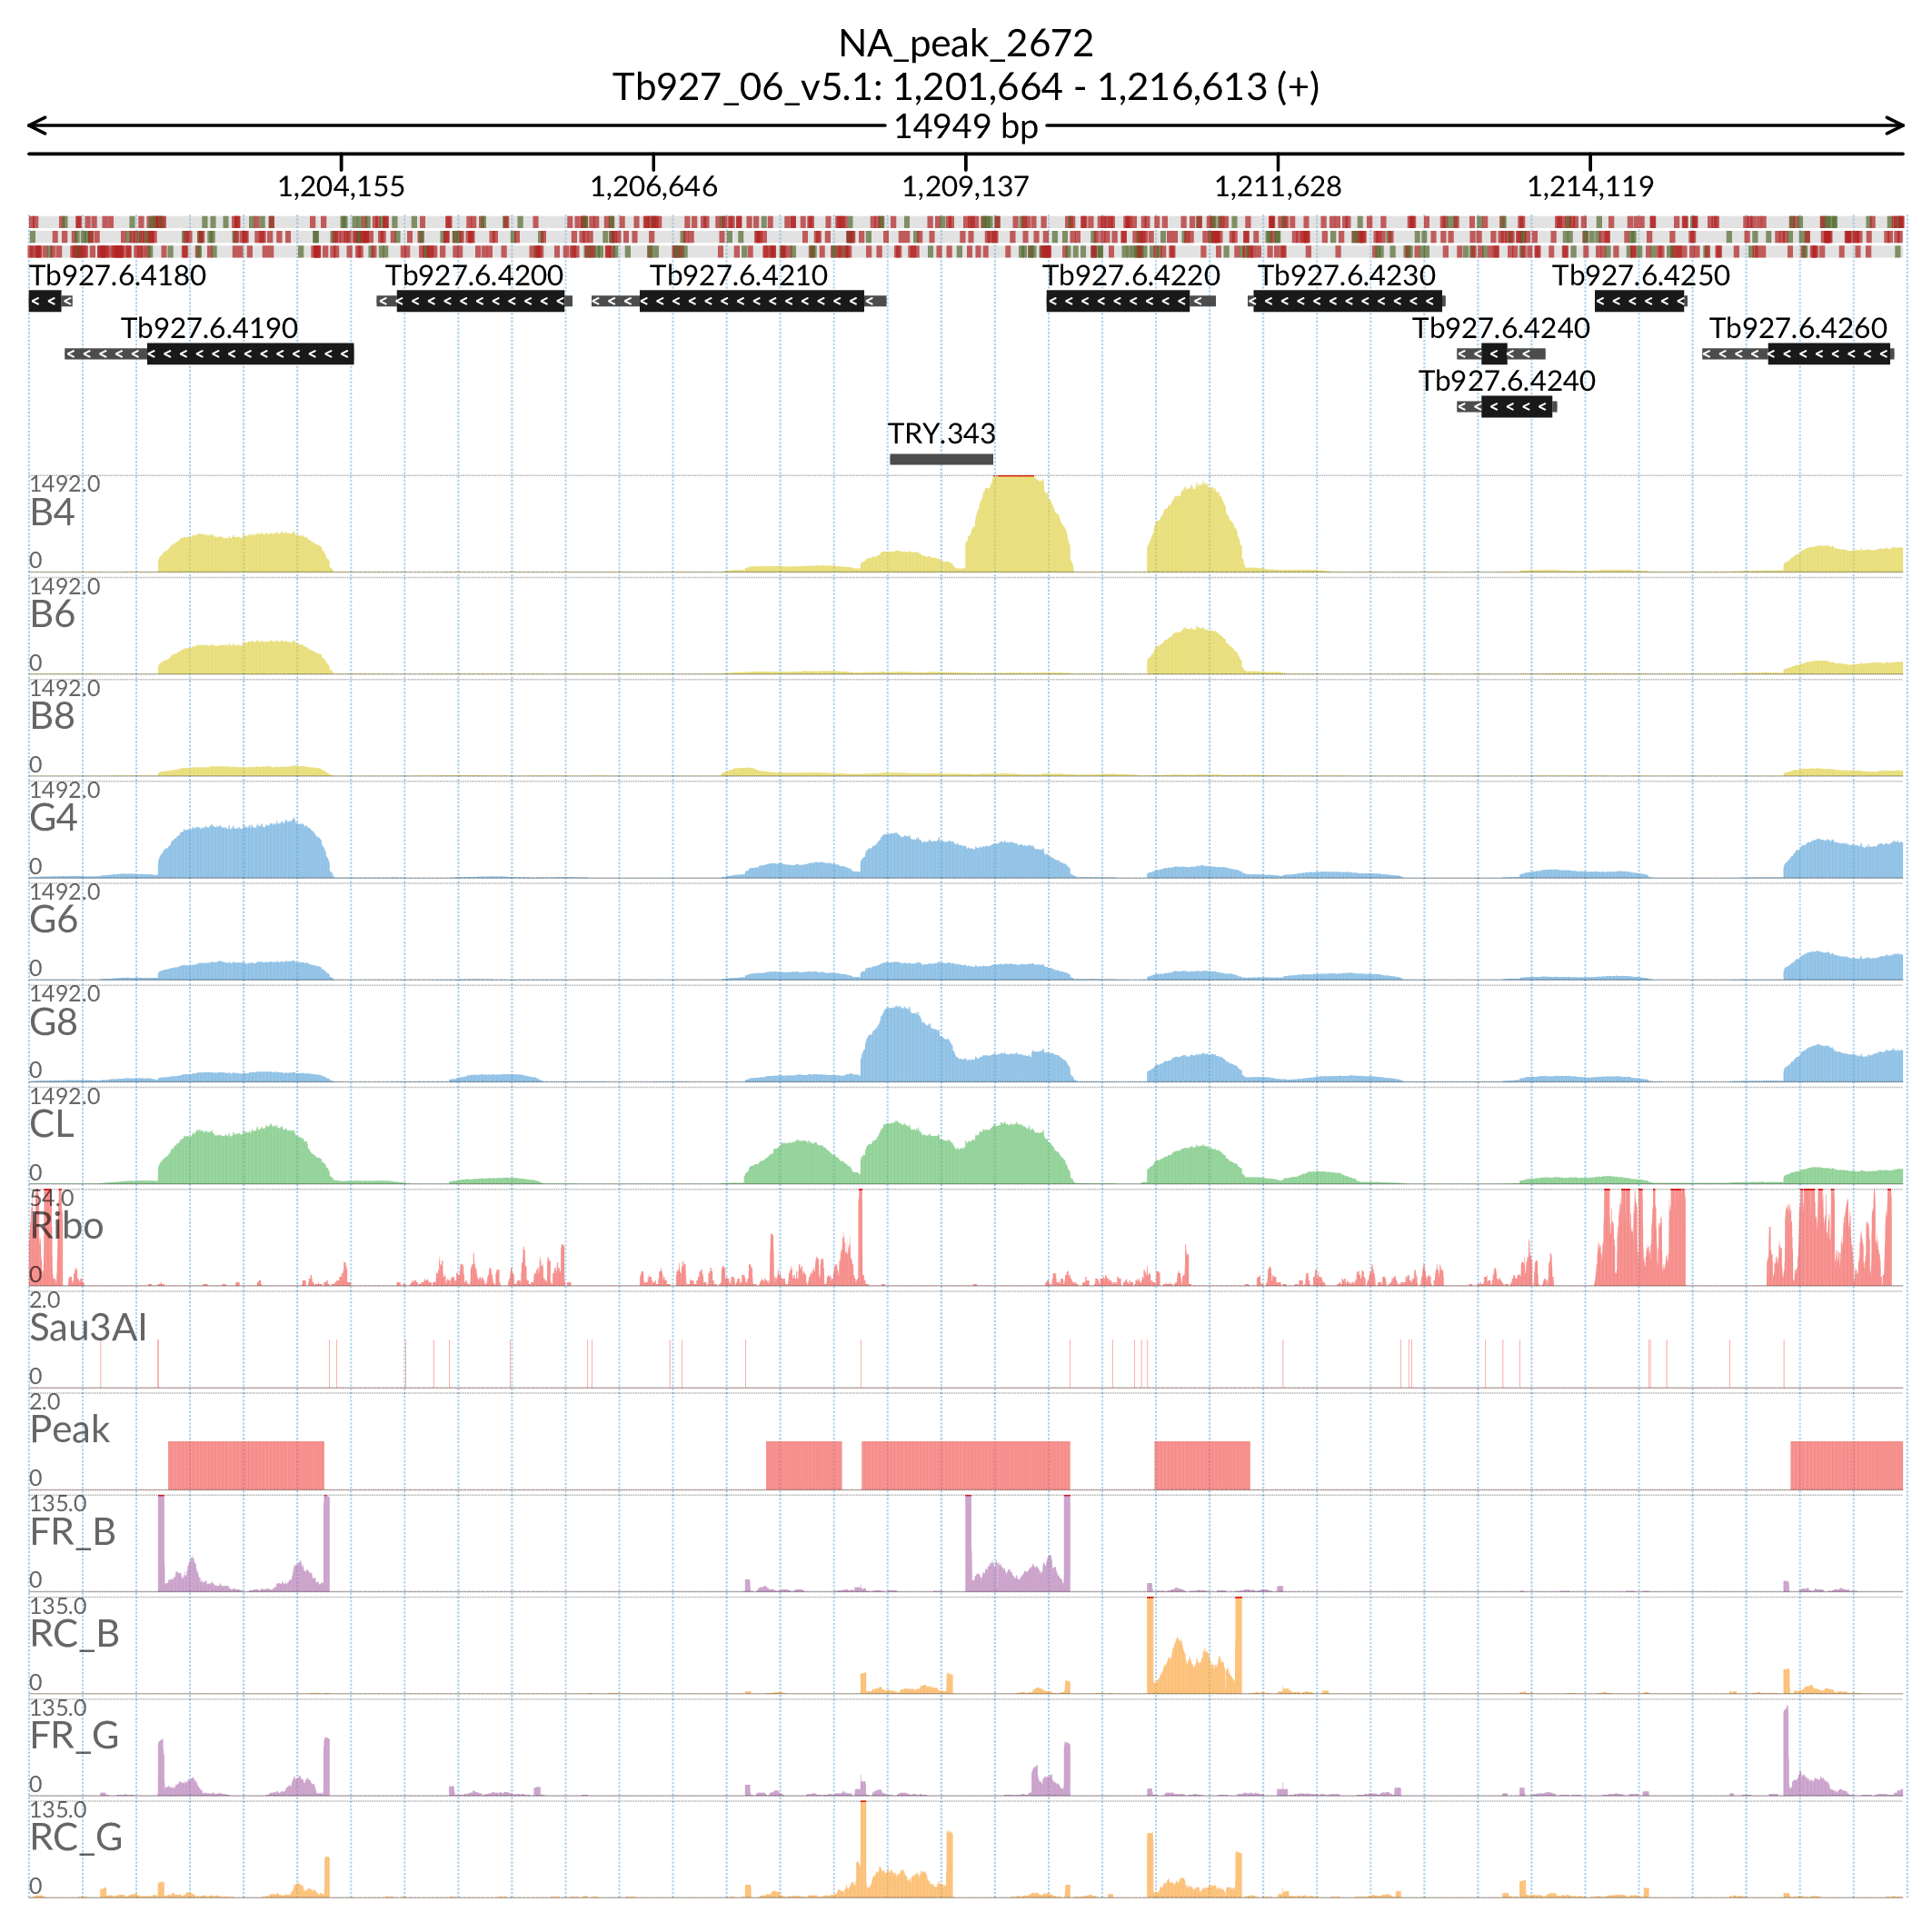 NA_peak_2672
Tb927_06_v5.1: 1,201,664 - 1,216,613 (+)
14949 bp
1,204,155 1,206,646 1,209,137 1,211,628 1,214,119
Tb927.6.4180 Tb927.6.4200 Tb927.6.4210 Tb927.6.4220 Tb927.6.4230 Tb927.6.4250
Tb927.6.4190 Tb927.6.4240 Tb927.6.4260
Tb927.6.4240
TRY.343
1492.0
B4
0
1492.0
B6
0
1492.0
B8
0
1492.0
G4
0
1492.0
G6
0
1492.0
G8
0
1492.0
CL
0
54.0
Ribo
0
2.0
Sau3AI
0
2.0
Peak
0
135.0
FR_B
0
135.0
RC_B
0
135.0
FR_G
0
135.0
RC_G
0